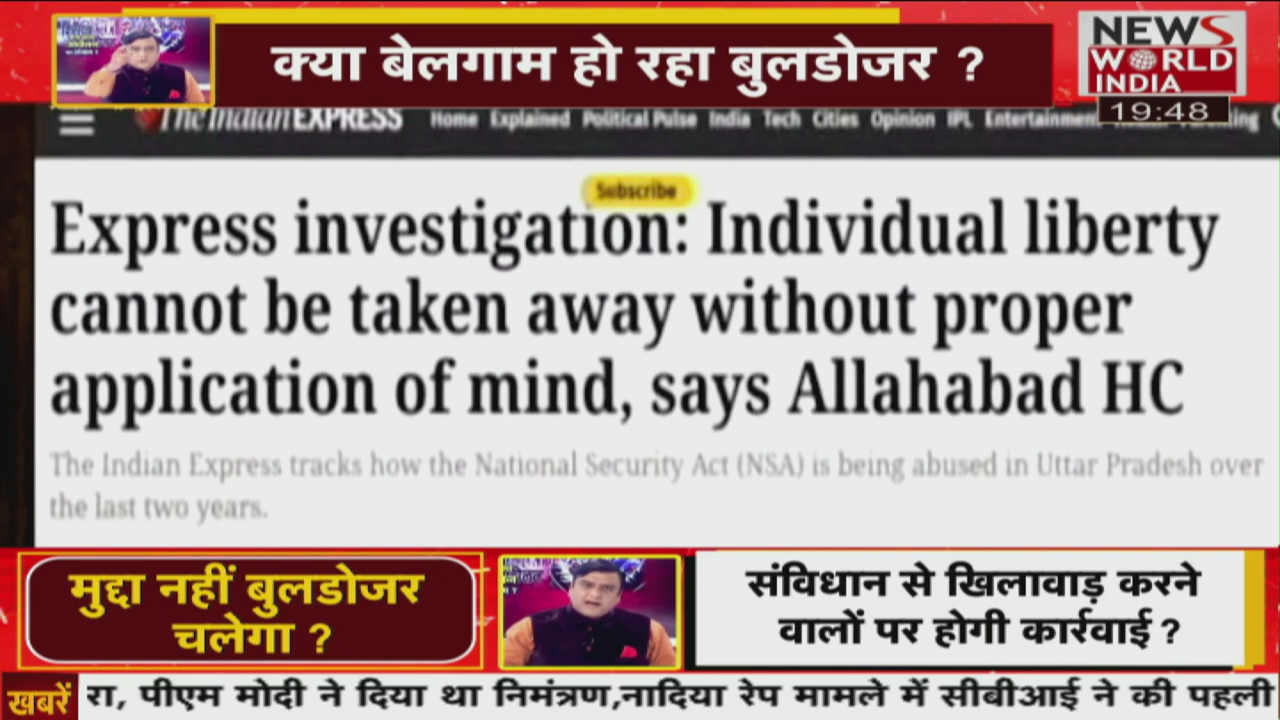 क्या बेलगाम हो रहा बुलडोजर ?
NEWS
WORLD
INDIA
19:48
The Indian EXPRESS Home Explained Political Pulse India Tech Cities Opinion IPL Entertainment
Subscribe
Express investigation: Individual liberty
cannot be taken away without proper
application of mind, says Allahabad HC
The Indian Express tracks how the National Security Act (NSA) is being abused in Uttar Pradesh over
the last two years.
मुद्दा नहीं बुलडोजर
चलेगा ?
संविधान से खिलावाड़ करने
वालों पर होगी कार्रवाई ?
खबरें रा, पीएम मोदी ने दिया था निमंत्रण,नादिया रेप मामले में सीबीआई ने की पहली